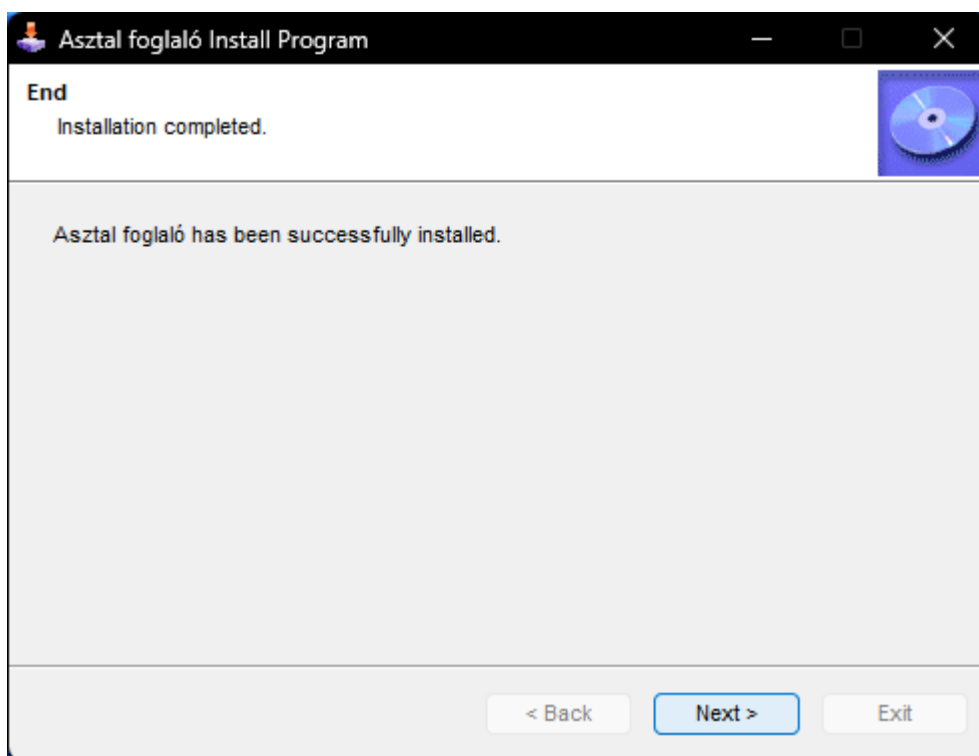 Asztal foglaló Install Program
End
Installation completed.
Asztal foglaló has been successfully installed.
< Back Next > Exit